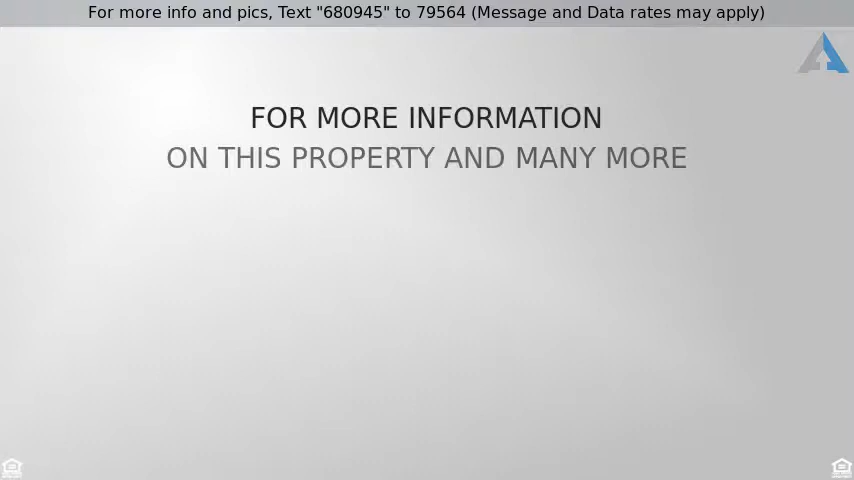 For more info and pics, Text "680945" to 79564 (Message and Data rates may apply)
FOR MORE INFORMATION
ON THIS PROPERTY AND MANY MORE